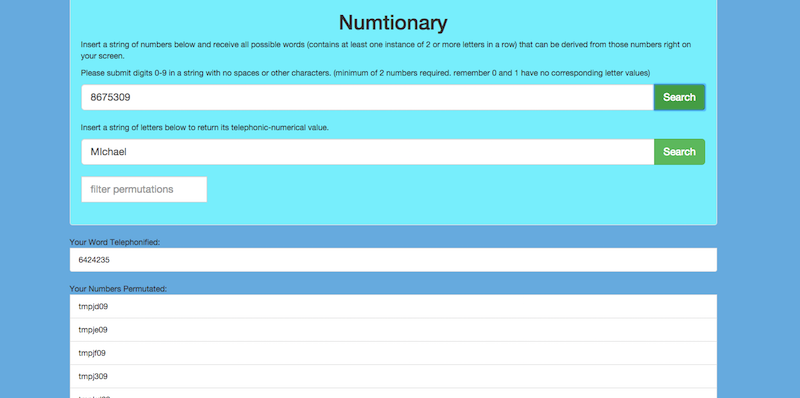 Numtionary
Insert a string of numbers below and receive all possible words (contains at least one instance of 2 or more letters in a row) that can be derived from those numbers right on
your screen.
Please submit digits 0-9 in a string with no spaces or other characters. (minimum of 2 numbers required. remember 0 and 1 have no corresponding letter values)
8675309
Search
Insert a string of letters below to return its telephonic-numerical value.
MIchael
Search
filter permutations
Your Word Telephonified:
6424235
Your Numbers Permutated:
tmpjd09
tmpje09
tmpjf09
tmpj309